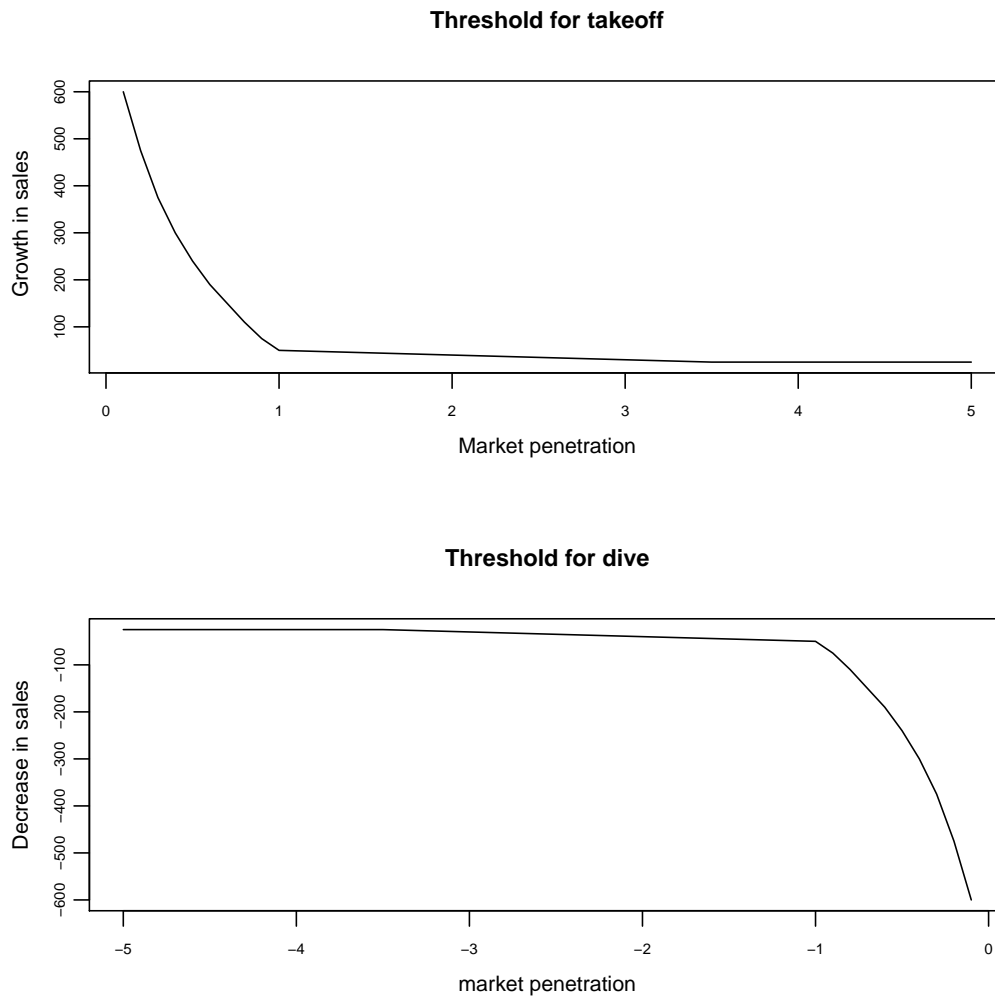 Threshold for takeoff
Growth in sales
600
500
400
300
200
100
0 1 2 3 4 5
Market penetration
Threshold for dive
Decrease in sales
−100
−200
−300
−400
−500
−600
−5 −4 −3 −2 −1 0
market penetration